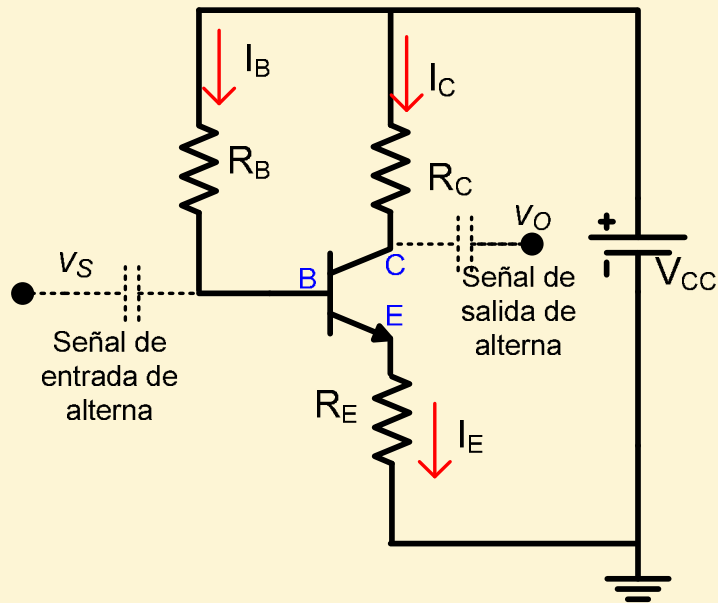 I_B
I_C
R_B
R_C
v_S
v_O
B
C
E
+
-
V_CC
Señal de
entrada de
alterna
Señal de
salida de
alterna
R_E
I_E